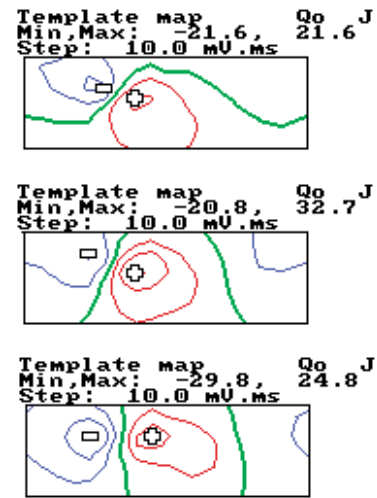 Template map Qo J
Min,Max: -21.6, 21.6
Step: 10.0 mV.ms
Template map Qo J
Min,Max: -20.8, 32.7
Step: 10.0 mV.ms
Template map Qo J
Min,Max: -29.8, 24.8
Step: 10.0 mV.ms